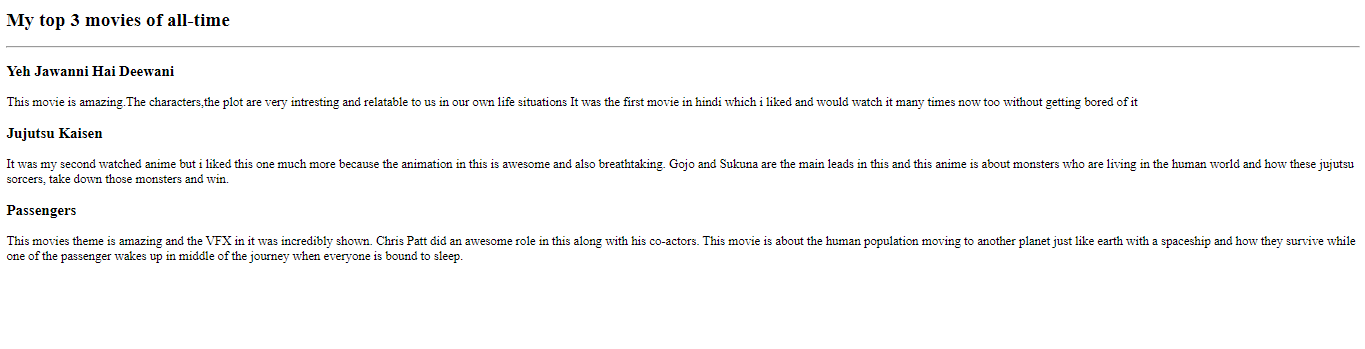 My top 3 movies of all-time
Yeh Jawanni Hai Deewani
This movie is amazing.The characters,the plot are very intresting and relatable to us in our own life situations It was the first movie in hindi which i liked and would watch it many times now too without getting bored of it
Jujutsu Kaisen
It was my second watched anime but i liked this one much more because the animation in this is awesome and also breathtaking. Gojo and Sukuna are the main leads in this and this anime is about monsters who are living in the human world and how these jujutsu
sorcers, take down those monsters and win.
Passengers
This movies theme is amazing and the VFX in it was incredibly shown. Chris Patt did an awesome role in this along with his co-actors. This movie is about the human population moving to another planet just like earth with a spaceship and how they survive while
one of the passenger wakes up in middle of the journey when everyone is bound to sleep.